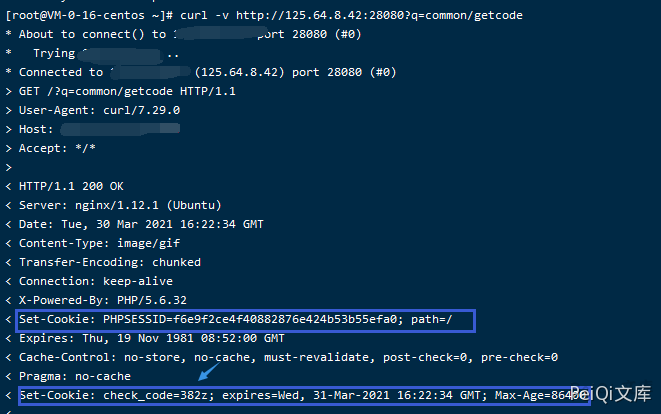 [root@VM-0-16-centos ~]# curl -v http://125.64.8.42:28080?q=common/getcode
* About to connect() to port 28080 (#0)
* Trying ..
* Connected to (125.64.8.42) port 28080 (#0)
> GET /?q=common/getcode HTTP/1.1
> User-Agent: curl/7.29.0
> Host:
> Accept: */*
>
< HTTP/1.1 200 OK
< Server: nginx/1.12.1 (Ubuntu)
< Date: Tue, 30 Mar 2021 16:22:34 GMT
< Content-Type: image/gif
< Transfer-Encoding: chunked
< Connection: keep-alive
< X-Powered-By: PHP/5.6.32
< Set-Cookie: PHPSESSID=f6e9f2ce4f40882876e424b53b55efa0; path=/
< Expires: Thu, 19 Nov 1981 08:52:00 GMT
< Cache-Control: no-store, no-cache, must-revalidate, post-check=0, pre-check=0
< Pragma: no-cache
< Set-Cookie: check_code=382z; expires=Wed, 31-Mar-2021 16:22:34 GMT; Max-Age=86400
PeiQi文库